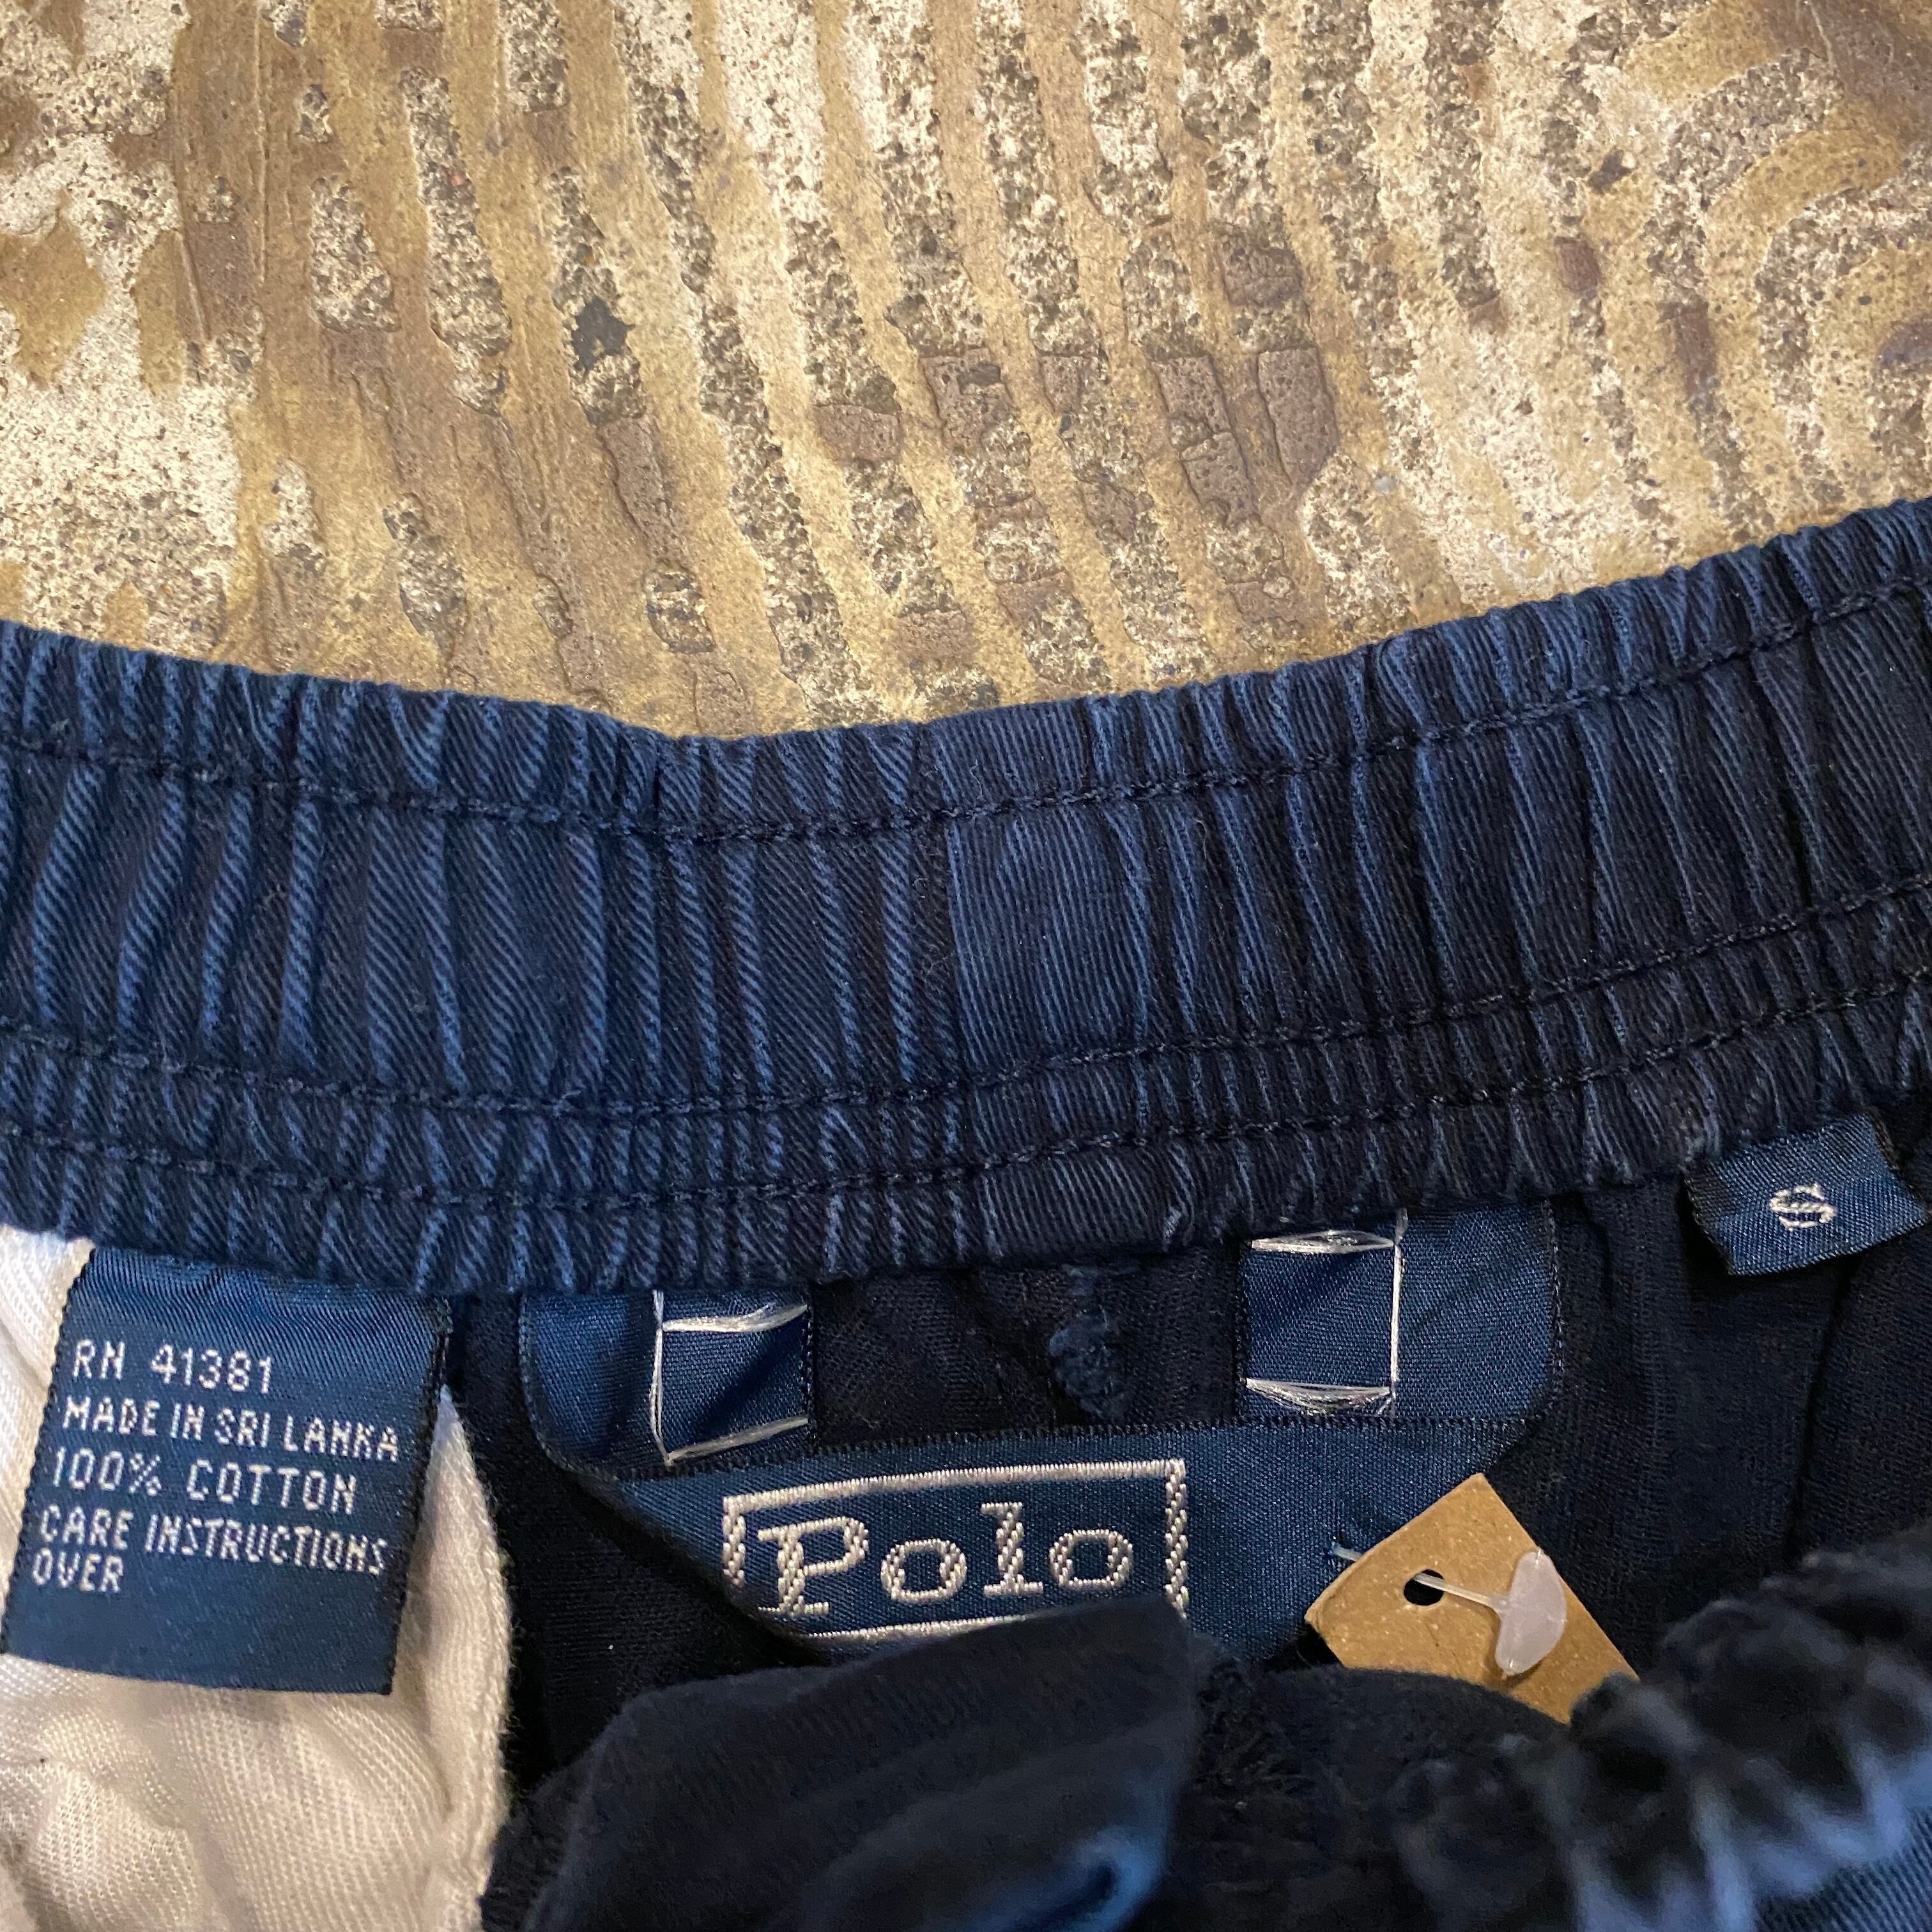 RN 41381
MADE IN SRI LANKA
100% COTTON
CARE INSTRUCTIONS
OVER
Polo
S